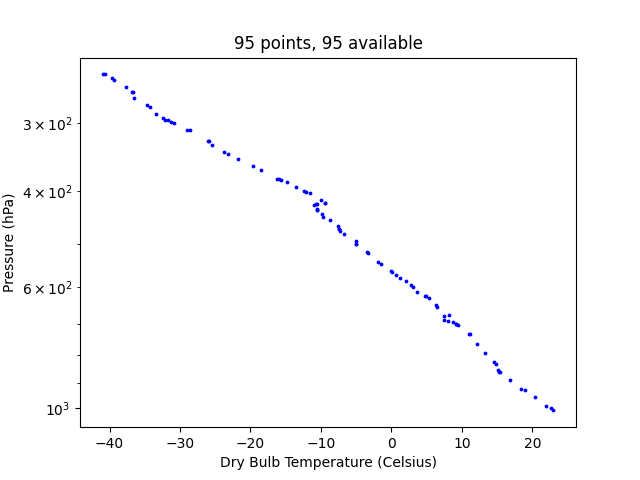 95 points, 95 available
Pressure (hPa)
3 × 10²
4 × 10²
6 × 10²
10³
−40 −30 −20 −10 0 10 20
Dry Bulb Temperature (Celsius)